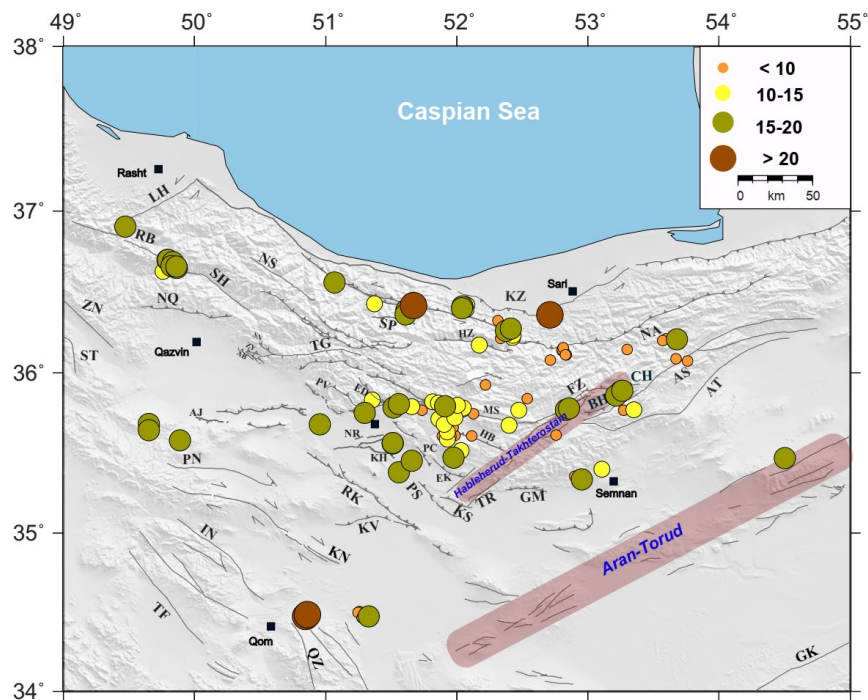 49° 50° 51° 52° 53° 54° 55°
38°
< 10
10-15
15-20
> 20
0 50
km
Caspian Sea
Rasht
LH
37°
RB
NS
SH
Sari
KZ
ZN
NQ
SP
HZ
NA
TG
ST
Qazvin
36°
CH
AS
FZ
AT
PV
ED
BH
MS
AJ
NR
HB
PN
KH
PC
Hableherud-Takhferostam
EK
Semnan
RK
PS
TR
GM
KS
KV
35°
IN
KN
Aran-Torud
TF
Qom
QZ
GK
34°